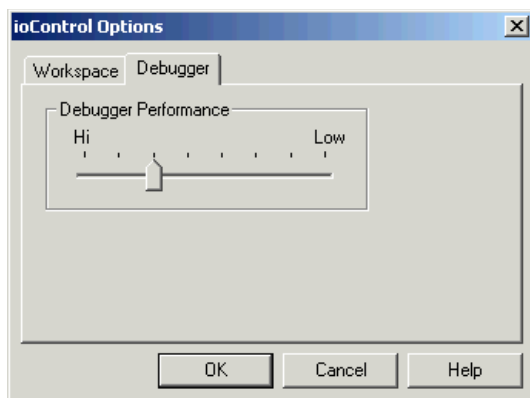 ioControl Options
Workspace Debugger
Debugger Performance
Hi Low
OK Cancel Help